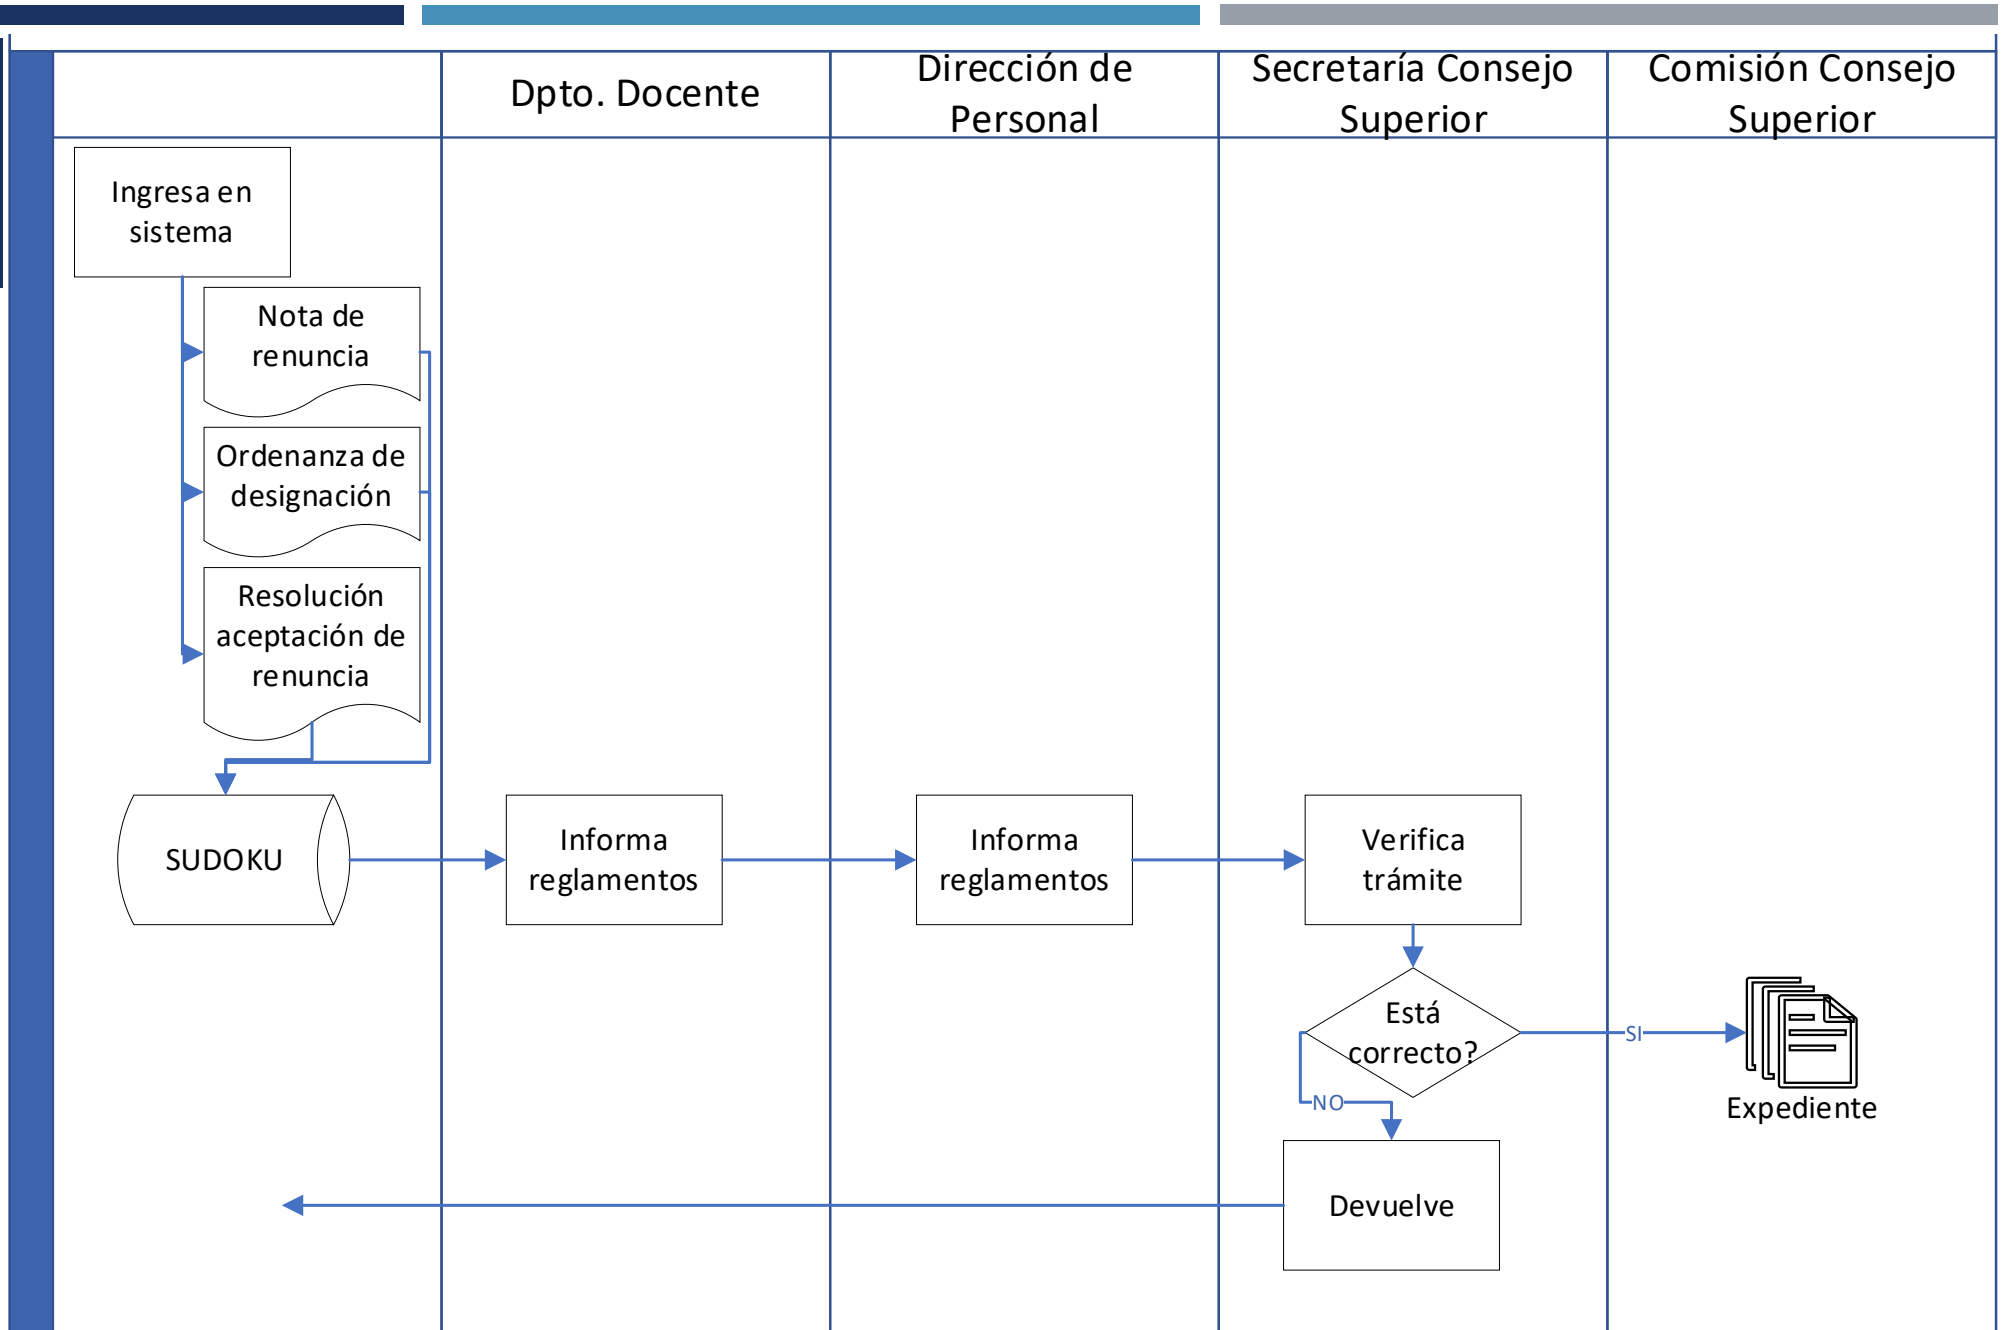 Dpto. Docente
Dirección de
Personal
Secretaría Consejo
Superior
Comisión Consejo
Superior
Ingresa en
sistema
Nota de
renuncia
Ordenanza de
designación
Resolución
aceptación de
renuncia
SUDOKU
Informa
reglamentos
Informa
reglamentos
Verifica
trámite
Está
correcto?
SI
NO
Expediente
Devuelve